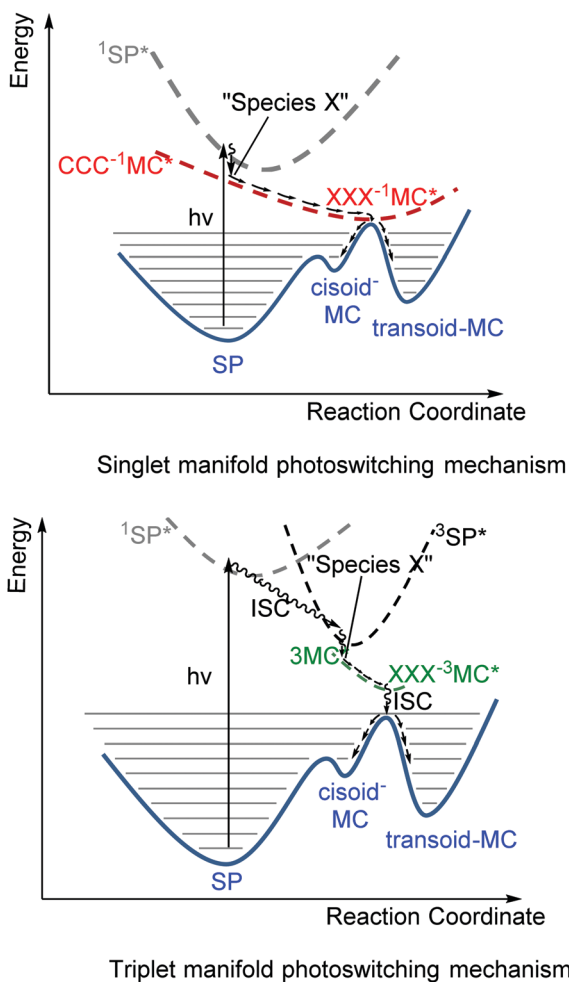 Energy
1SP*
"Species X"
CCC-1MC*
XXX-1MC*
hν
cisoid-
MC
transoid-MC
SP
Reaction Coordinate
Singlet manifold photoswitching mechanism
Energy
1SP*
3SP*
"Species X"
ISC
3MC
XXX-3MC*
hν
ISC
cisoid-
MC
transoid-MC
SP
Reaction Coordinate
Triplet manifold photoswitching mechanism